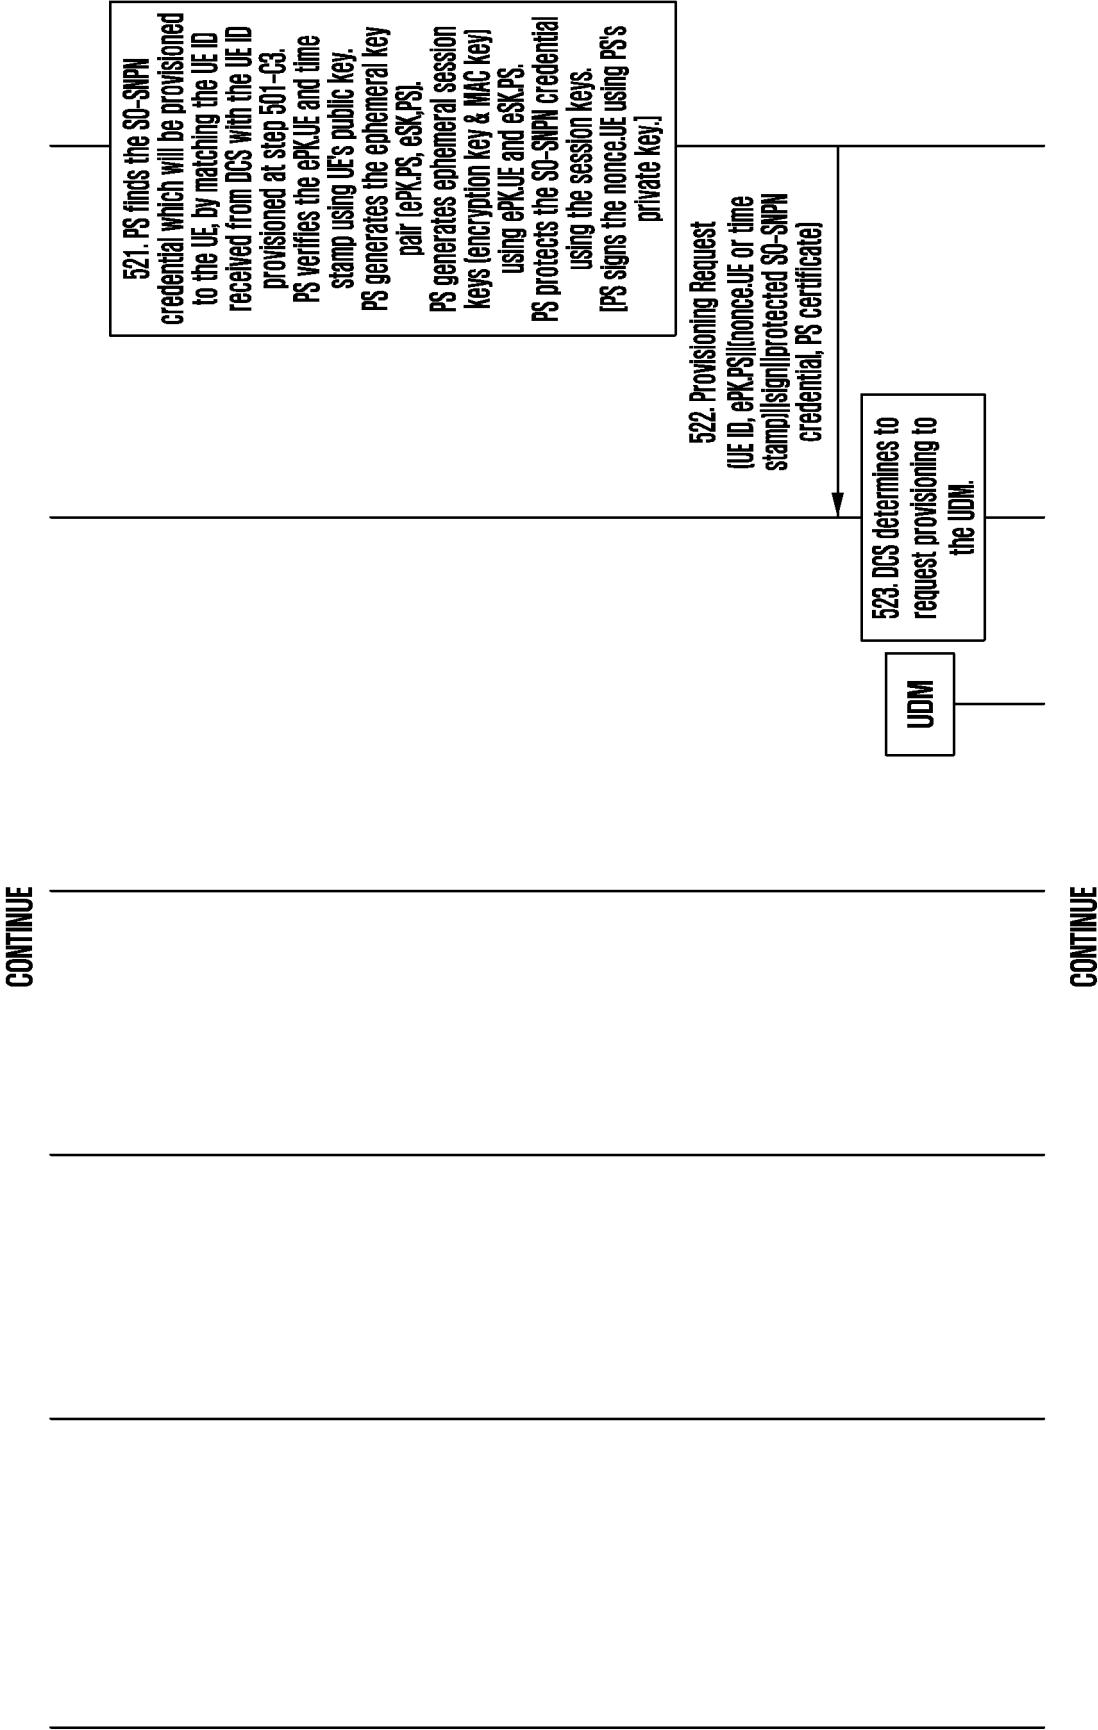 CONTINUE
521. PS finds the SO-SNPN
credential which will be provisioned
to the UE, by matching the UE ID
received from DCS with the UE ID
provisioned at step 501-C3.
PS verifies the ePK.UE and time
stamp using UE's public key.
PS generates the ephemeral key
pair (ePK.PS, eSK,PS).
PS generates ephemeral session
keys (encryption key & MAC key)
using ePK.UE and eSK.PS.
PS protects the SO-SNPN credential
using the session keys.
[PS signs the nonce.UE using PS's
private key.]
522. Provisioning Request
(UE ID, ePK.PS||(nonce.UE or time
stamp)||sign||protected SO-SNPN
credential, PS certificate)
523. DCS determines to
request provisioning to
the UDM.
UDM
CONTINUE